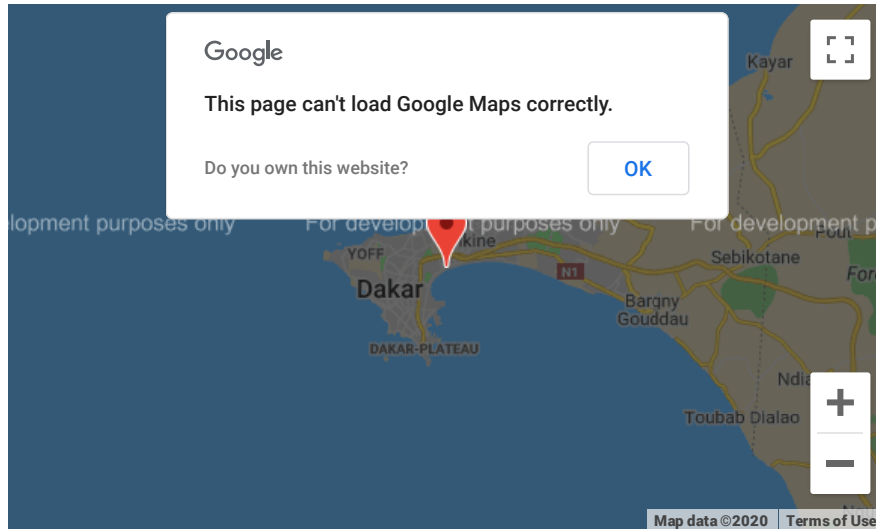 Google
This page can't load Google Maps correctly.
Do you own this website?
OK
Kayar
elopment purposes only
For develop
purposes only
For development p
Pout
kine
YOFF
Sebikotane
For
N1
Dakar
Bargny
Gouddau
DAKAR-PLATEAU
Ndia
+
Toubab Dialao
−
Map data ©2020
Terms of Use